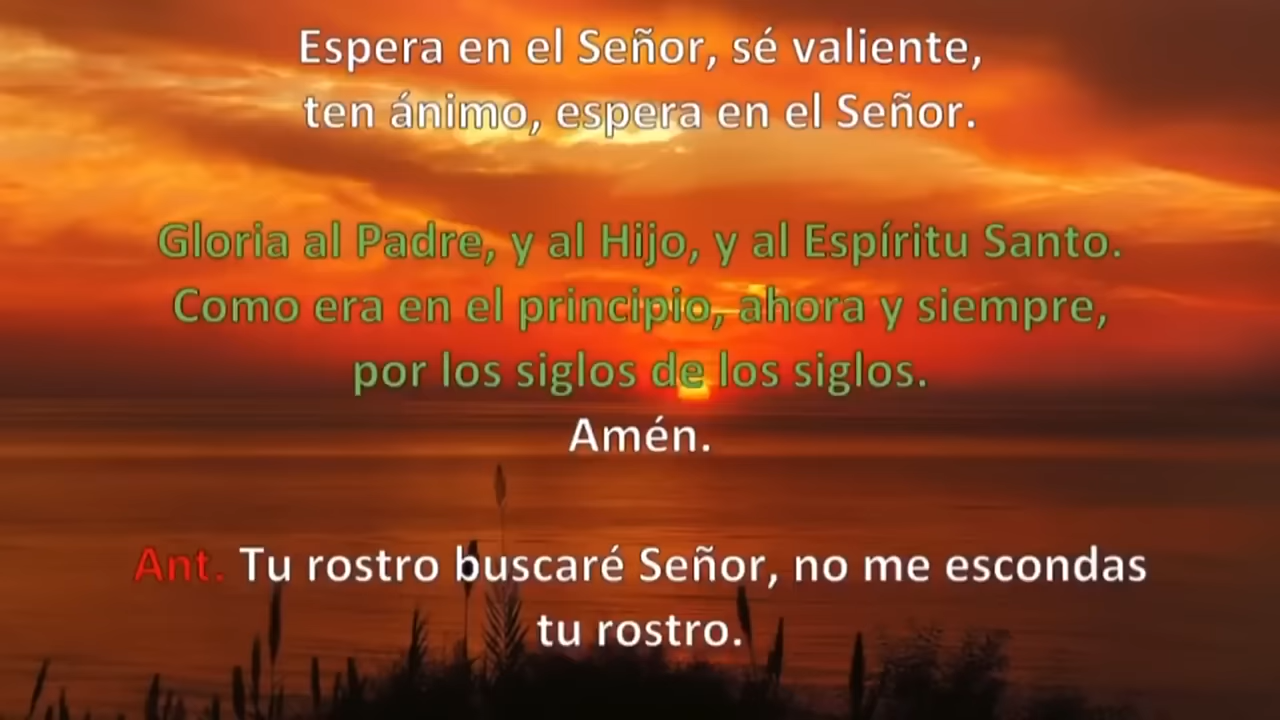 Espera en el Señor, sé valiente,
ten ánimo, espera en el Señor.
Gloria al Padre, y al Hijo, y al Espíritu Santo.
Como era en el principio, ahora y siempre,
por los siglos de los siglos.
Amén.
Ant. Tu rostro buscaré Señor, no me escondas
tu rostro.